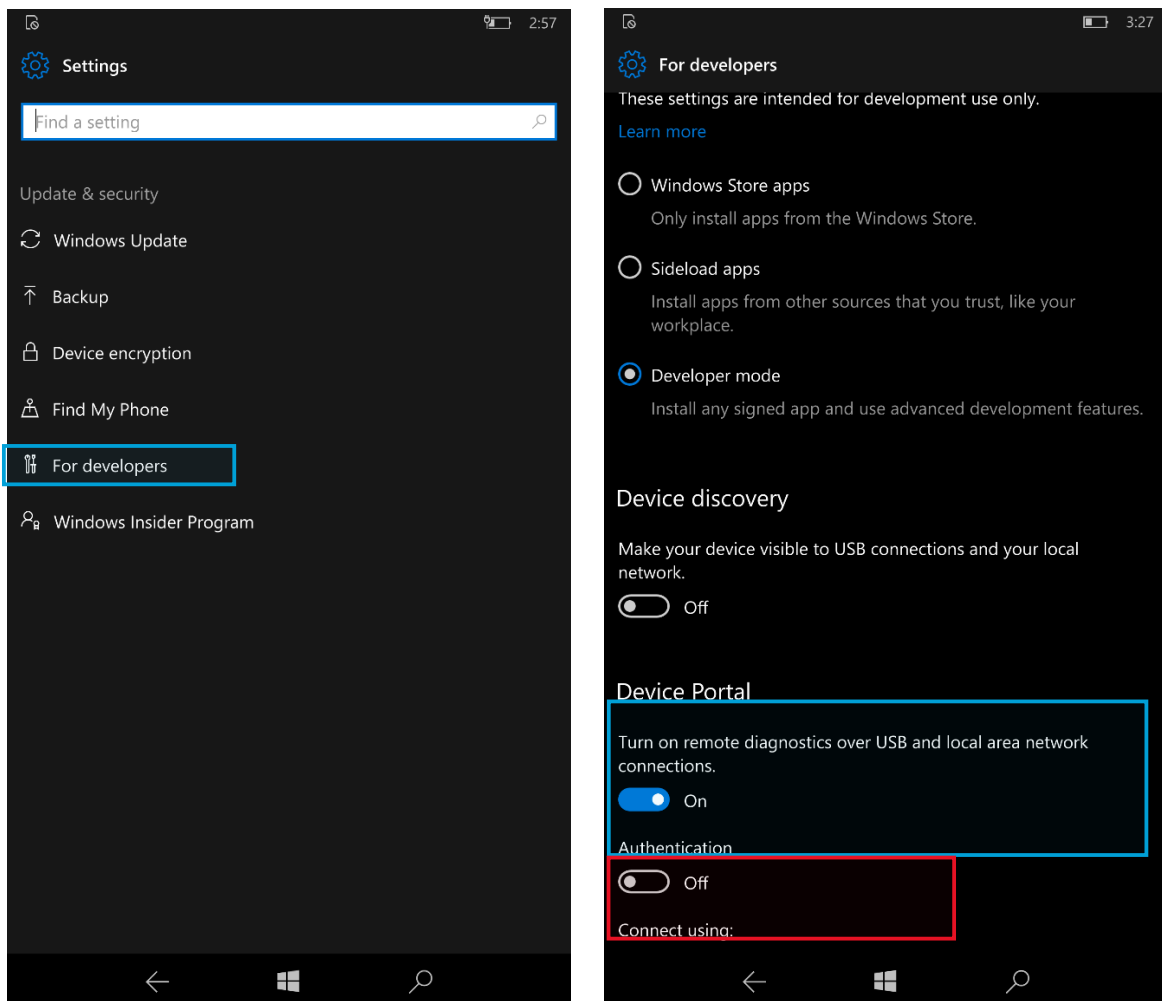 2:57
Settings
Find a setting
Update & security
Windows Update
Backup
Device encryption
Find My Phone
For developers
Windows Insider Program
3:27
For developers
These settings are intended for development use only.
Learn more
Windows Store apps
Only install apps from the Windows Store.
Sideload apps
Install apps from other sources that you trust, like your
workplace.
Developer mode
Install any signed app and use advanced development features.
Device discovery
Make your device visible to USB connections and your local
network.
Off
Device Portal
Turn on remote diagnostics over USB and local area network
connections.
On
Authentication
Off
Connect using: